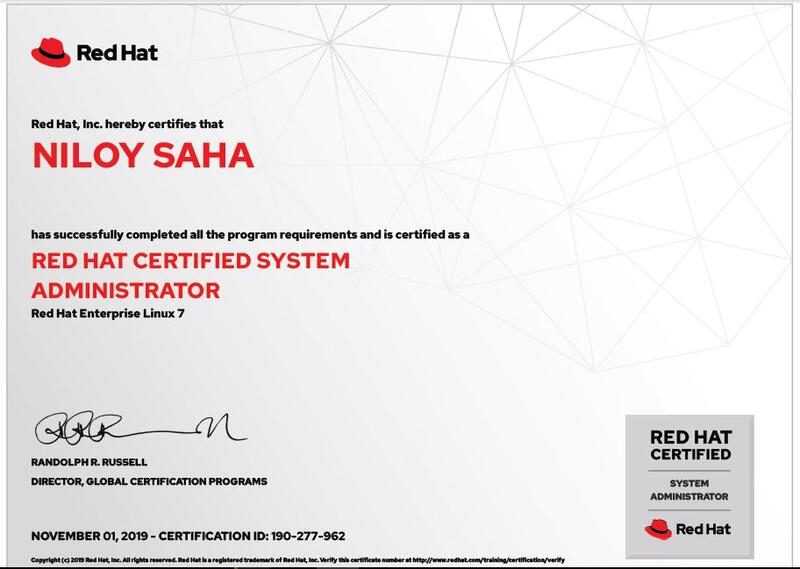 Red Hat
Red Hat, Inc. hereby certifies that
NILOY SAHA
has successfully completed all the program requirements and is certified as a
RED HAT CERTIFIED SYSTEM
ADMINISTRATOR
Red Hat Enterprise Linux 7
RANDOLPH R. RUSSELL
DIRECTOR, GLOBAL CERTIFICATION PROGRAMS
RED HAT
CERTIFIED
SYSTEM
ADMINISTRATOR
Red Hat
NOVEMBER 01, 2019 - CERTIFICATION ID: 190-277-962
Copyright (c) 2019 Red Hat, Inc. All rights reserved. Red Hat is a registered trademark of Red Hat, Inc. Verify this certificate number at http://www.redhat.com/training/certification/verify